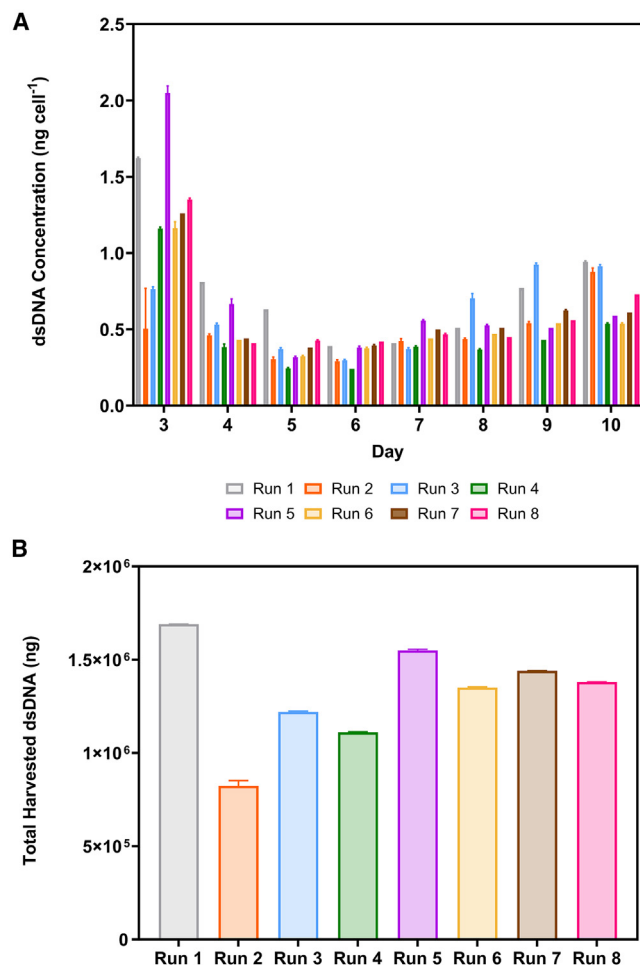 A
dsDNA Concentration (ng cell⁻¹)
2.5
2.0
1.5
1.0
0.5
0.0
3 4 5 6 7 8 9 10
Day
Run 1 Run 2 Run 3 Run 4
Run 5 Run 6 Run 7 Run 8
B
Total Harvested dsDNA (ng)
2×10⁶
1.5×10⁶
1×10⁶
5×10⁵
0
Run 1 Run 2 Run 3 Run 4 Run 5 Run 6 Run 7 Run 8